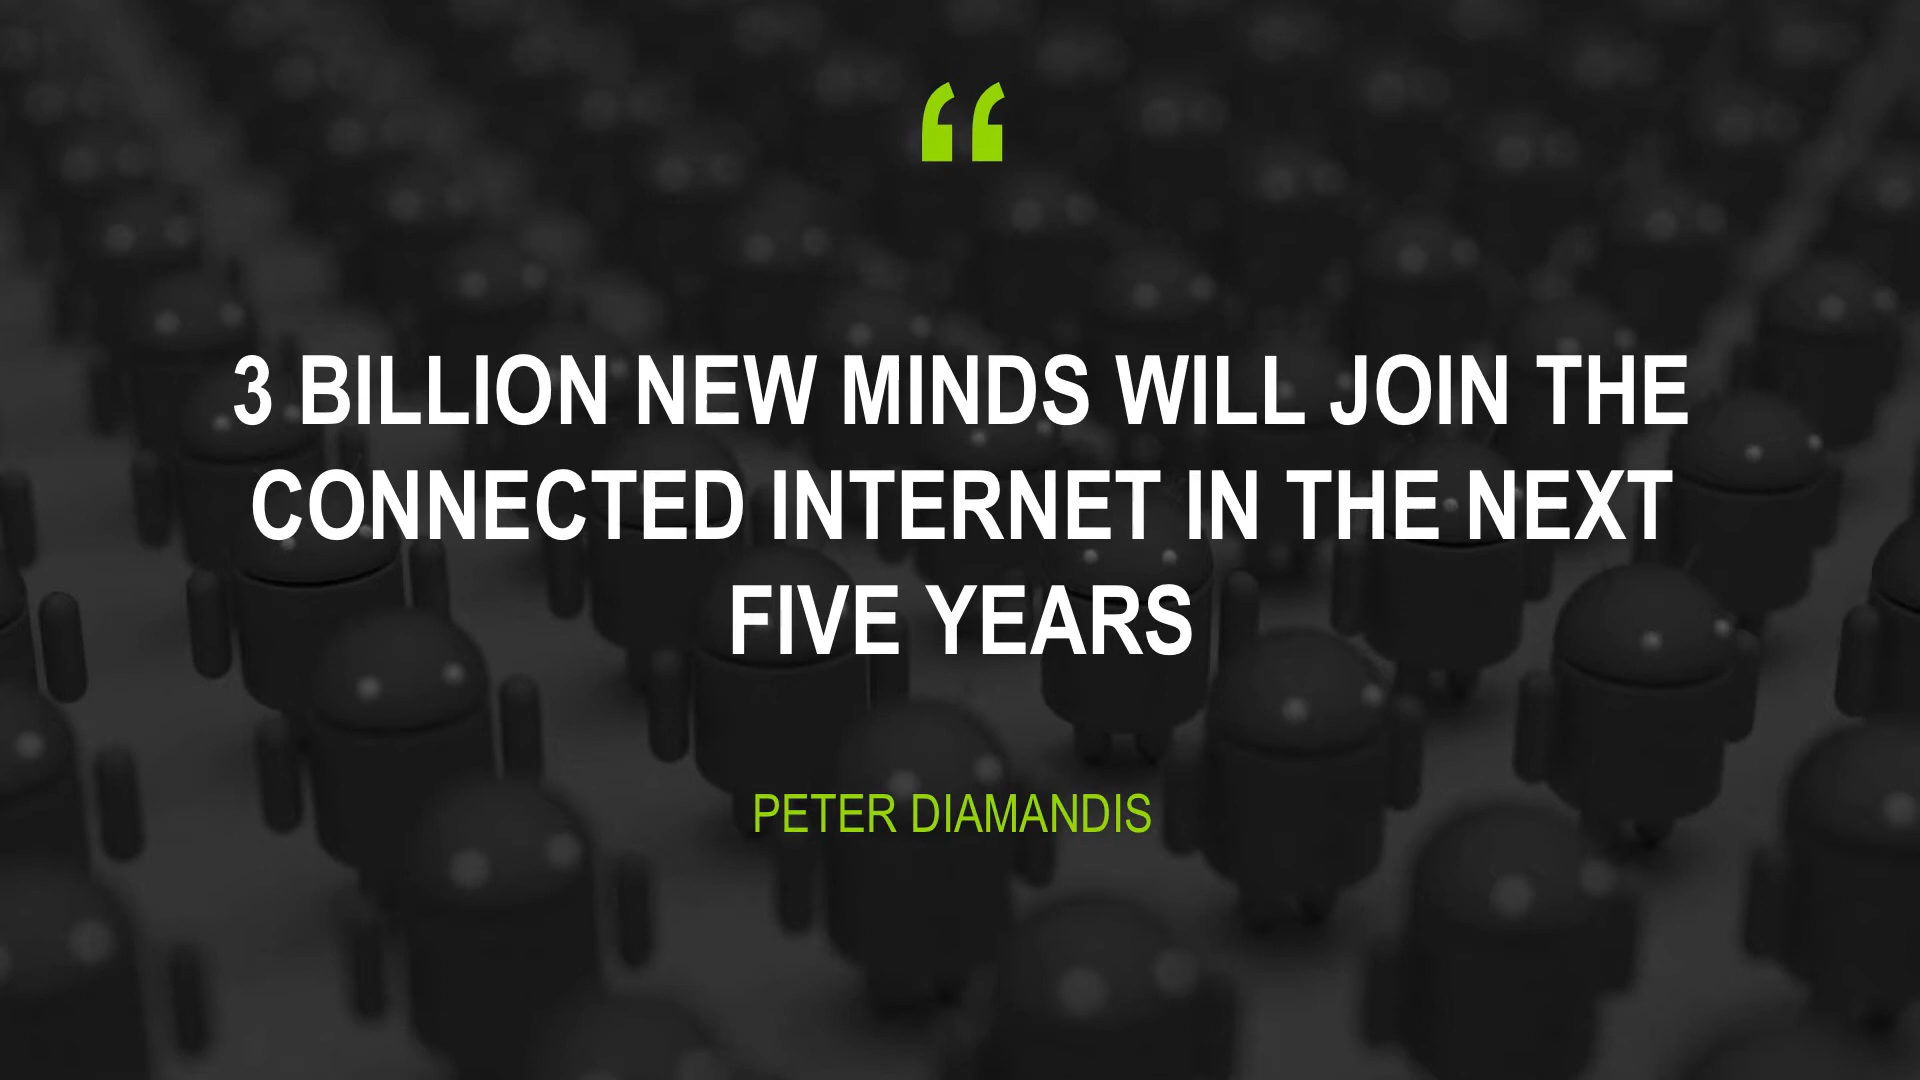 “
3 BILLION NEW MINDS WILL JOIN THE
CONNECTED INTERNET IN THE NEXT
FIVE YEARS
PETER DIAMANDIS